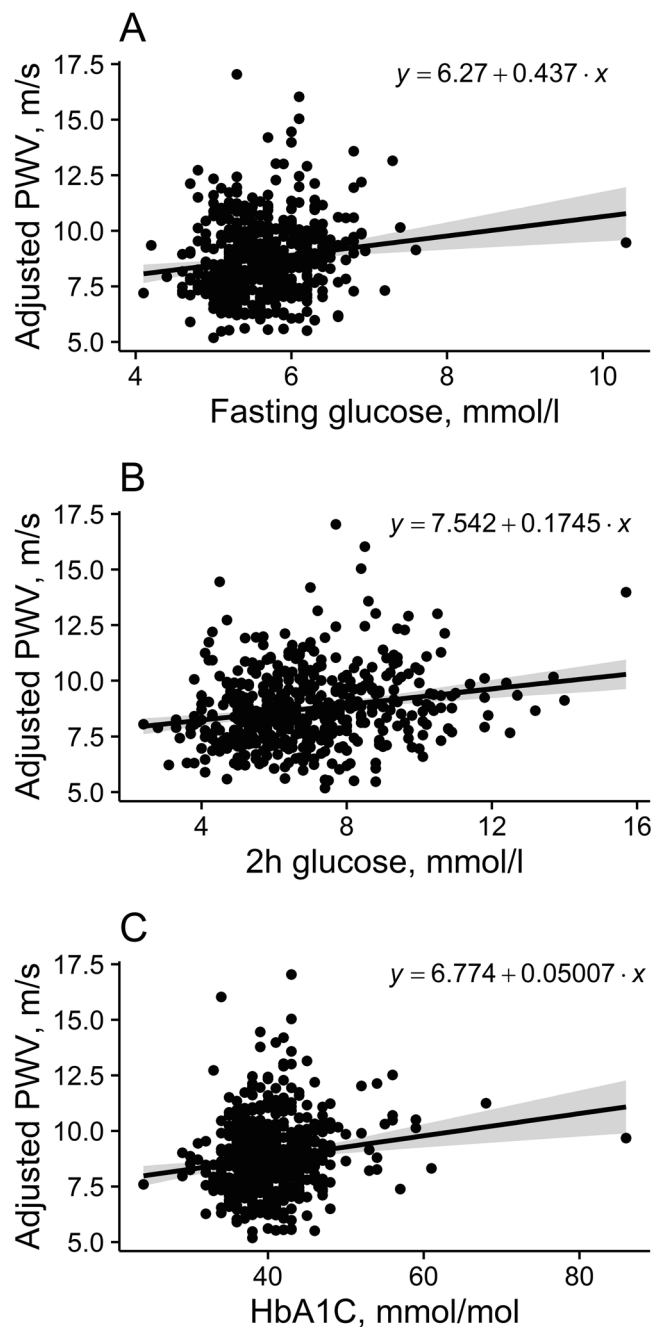 A
y = 6.27 + 0.437 · x
17.5
15.0
12.5
10.0
7.5
5.0
Adjusted PWV, m/s
4 6 8 10
Fasting glucose, mmol/l
B
y = 7.542 + 0.1745 · x
17.5
15.0
12.5
10.0
7.5
5.0
Adjusted PWV, m/s
4 8 12 16
2h glucose, mmol/l
C
y = 6.774 + 0.05007 · x
17.5
15.0
12.5
10.0
7.5
5.0
Adjusted PWV, m/s
40 60 80
HbA1C, mmol/mol